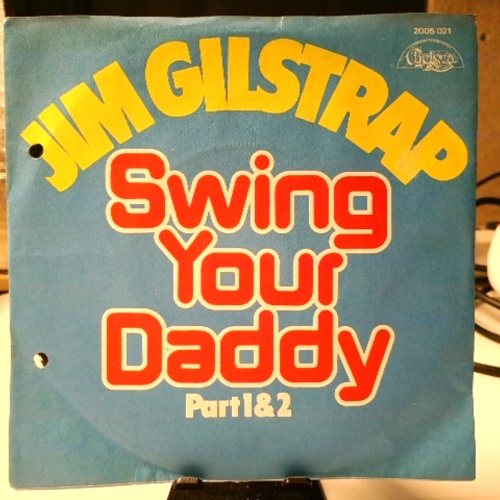 2005 021
Chelsea
JIM GILSTRAP
Swing
Your
Daddy
Part 1 & 2